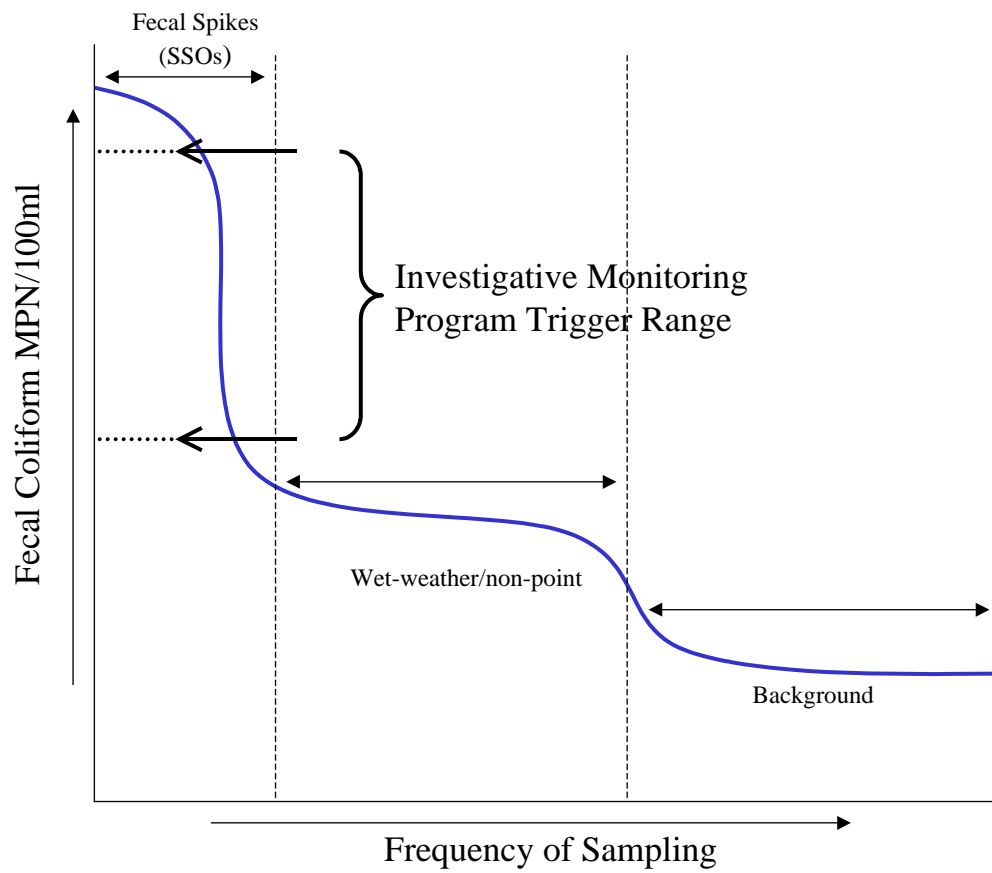 Fecal Spikes
(SSOs)
Fecal Coliform MPN/100ml
Investigative Monitoring
Program Trigger Range
Wet-weather/non-point
Background
Frequency of Sampling